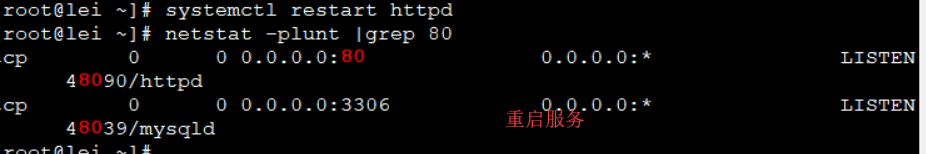 root@lei ~]# systemctl restart httpd
root@lei ~]# netstat -plunt |grep 80
cp 0 0 0.0.0.0:80 0.0.0.0:* LISTEN
48090/httpd
cp 0 0 0.0.0.0:3306 0.0.0.0:* LISTEN
48039/mysqld
重启服务
root@lei ~]#